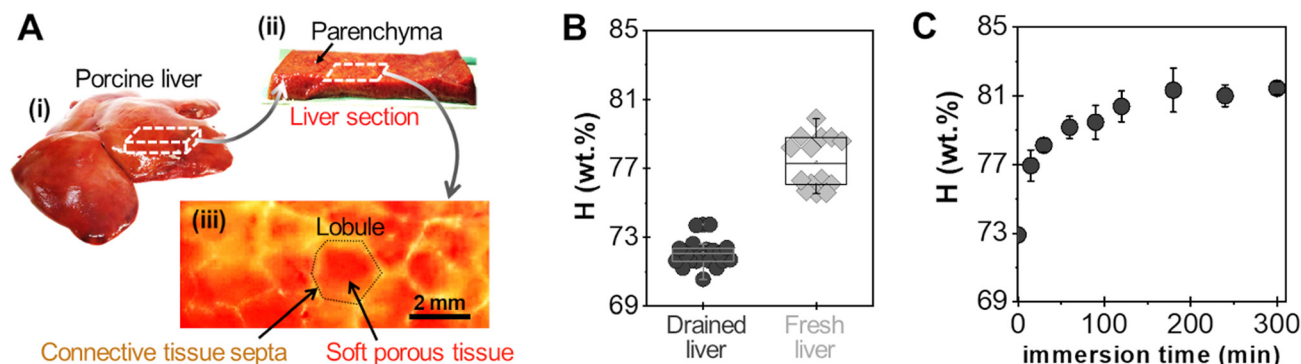 A
(i)
Porcine liver
(ii)
Parenchyma
Liver section
(iii)
Lobule
2 mm
Connective tissue septa
Soft porous tissue
B
H (wt.%)
85
81
77
73
69
Drained
liver
Fresh
liver
C
H (wt.%)
85
81
77
73
69
0
100
200
300
immersion time (min)